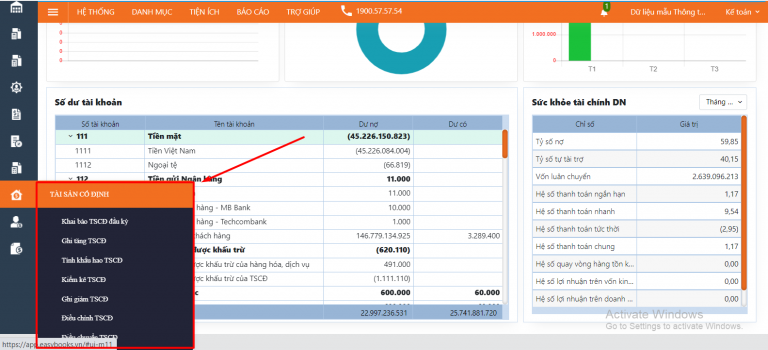 HỆ THỐNG DANH MỤC TIỆN ÍCH BÁO CÁO TRỢ GIÚP 1900.57.57.54 1 Dữ liệu mẫu Thông t... Kế toán
0
0
0
0
1.000.000
0
T1 T2 T3
Số dư tài khoản
Số tài khoản Tên tài khoản Dư nợ Dư có
111 Tiền mặt (45.226.150.823)
1111 Tiền Việt Nam (45.226.084.004)
1112 Ngoại tệ (66.819)
112 Tiền gửi Ngân hàng 11.000
11.000
hàng - MB Bank 10.000
hàng - Techcombank 1.000
hách hàng 146.779.134.925 3.289.400
ược khấu trừ (620.110)
ợc khấu trừ của hàng hóa, dịch vụ 491.000
ợc khấu trừ của TSCĐ (1.111.110)
c 600.000 60.000
22.997.236.531 25.741.881.720
Sức khỏe tài chính DN Tháng ...
Chỉ số Giá trị
Tỷ số nợ 59,85
Tỷ số tự tài trợ 40,15
Vốn luân chuyển 2.639.096.213
Hệ số thanh toán ngắn hạn 1,17
Hệ số thanh toán nhanh 9,54
Hệ số thanh toán tức thời (2,95)
Hệ số thanh toán chung 1,17
Hệ số quay vòng hàng tồn k... 0,00
Hệ số lợi nhuận trên vốn kin... 0,00
Hệ số lợi nhuận trên doanh ... 0,00
TÀI SẢN CỐ ĐỊNH
Khai báo TSCĐ đầu kỳ
Ghi tăng TSCĐ
Tính khấu hao TSCĐ
Kiểm kê TSCĐ
Ghi giảm TSCĐ
Điều chỉnh TSCĐ
Điều chuyển TSCĐ
Activate Windows
Go to Settings to activate Windows.
https://app.easybooks.vn/#ui-m11